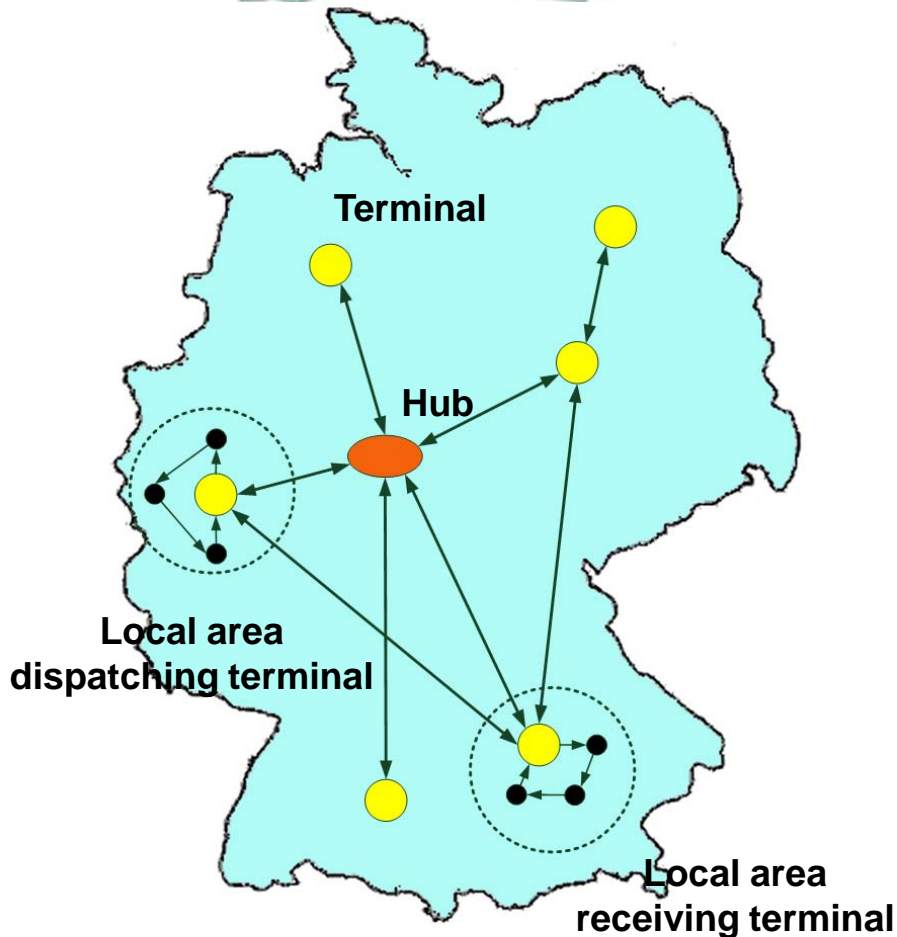 Terminal
Hub
Local area
dispatching terminal
Local area
receiving terminal